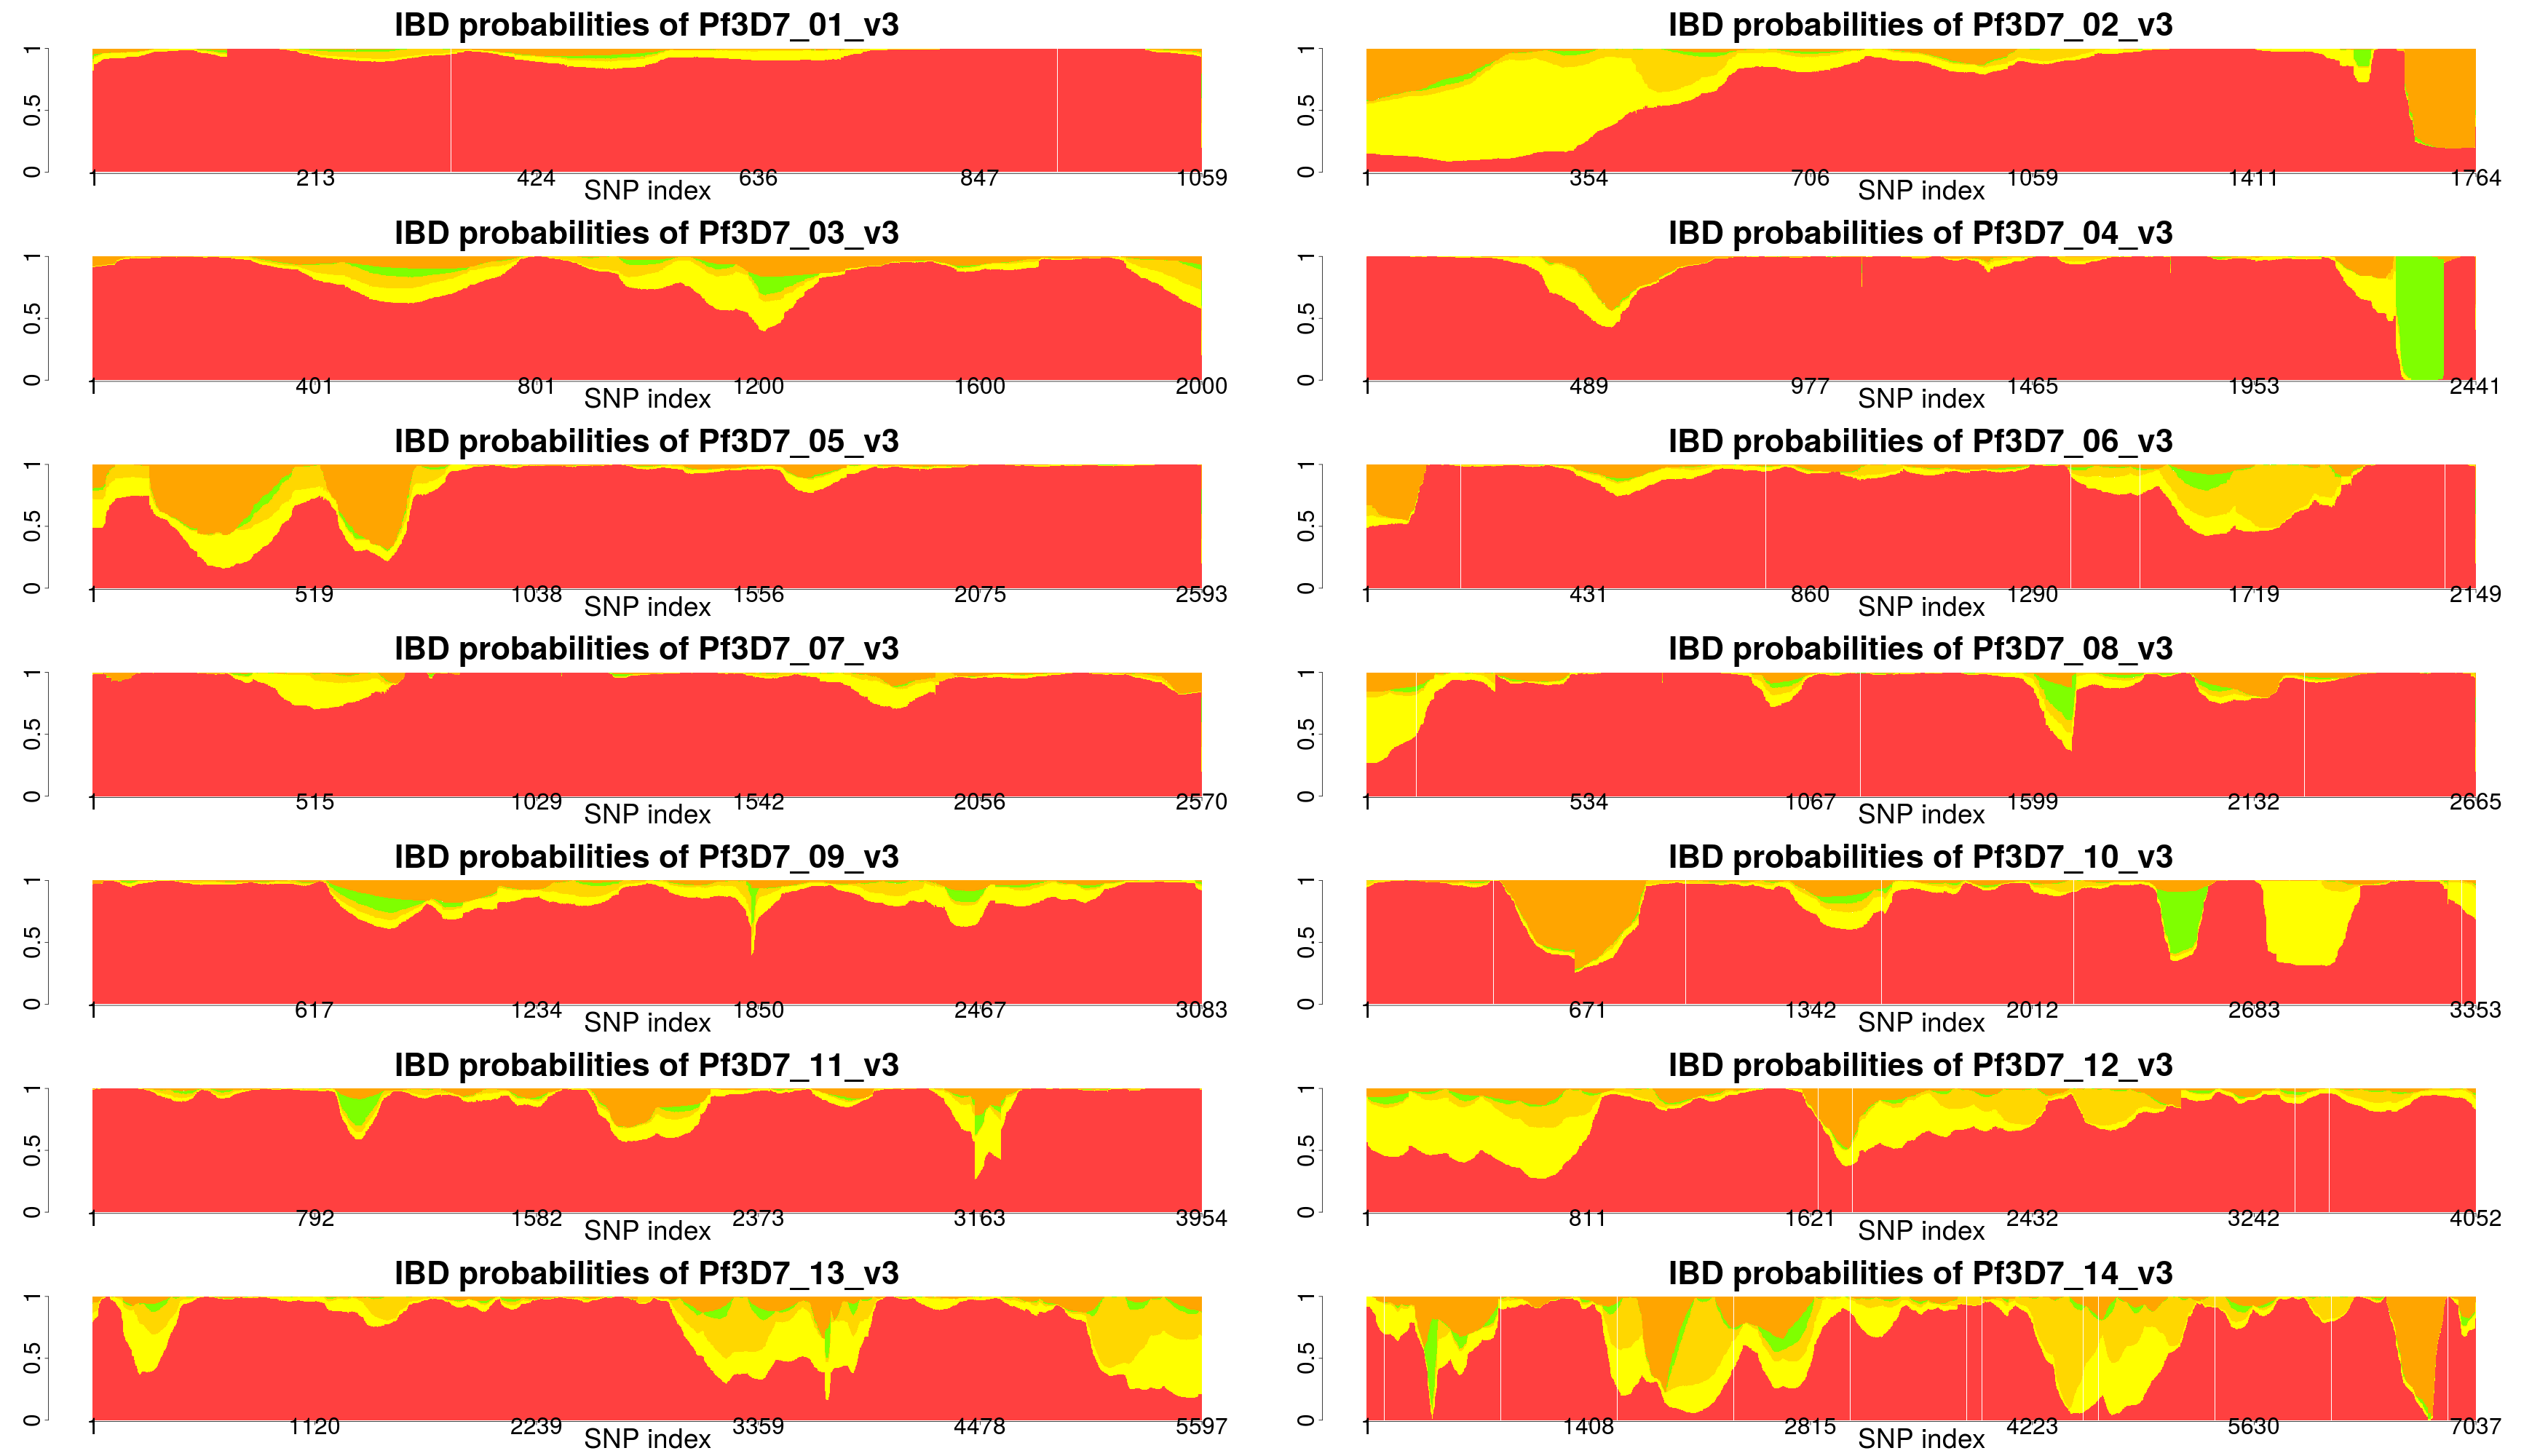 IBD probabilities of Pf3D7_01_v3
0 0.5 1
1 213 424 636 847 1059
SNP index
IBD probabilities of Pf3D7_02_v3
0 0.5 1
1 354 706 1059 1411 1764
SNP index
IBD probabilities of Pf3D7_03_v3
0 0.5 1
1 401 801 1200 1600 2000
SNP index
IBD probabilities of Pf3D7_04_v3
0 0.5 1
1 489 977 1465 1953 2441
SNP index
IBD probabilities of Pf3D7_05_v3
0 0.5 1
1 519 1038 1556 2075 2593
SNP index
IBD probabilities of Pf3D7_06_v3
0 0.5 1
1 431 860 1290 1719 2149
SNP index
IBD probabilities of Pf3D7_07_v3
0 0.5 1
1 515 1029 1542 2056 2570
SNP index
IBD probabilities of Pf3D7_08_v3
0 0.5 1
1 534 1067 1599 2132 2665
SNP index
IBD probabilities of Pf3D7_09_v3
0 0.5 1
1 617 1234 1850 2467 3083
SNP index
IBD probabilities of Pf3D7_10_v3
0 0.5 1
1 671 1342 2012 2683 3353
SNP index
IBD probabilities of Pf3D7_11_v3
0 0.5 1
1 792 1582 2373 3163 3954
SNP index
IBD probabilities of Pf3D7_12_v3
0 0.5 1
1 811 1621 2432 3242 4052
SNP index
IBD probabilities of Pf3D7_13_v3
0 0.5 1
1 1120 2239 3359 4478 5597
SNP index
IBD probabilities of Pf3D7_14_v3
0 0.5 1
1 1408 2815 4223 5630 7037
SNP index